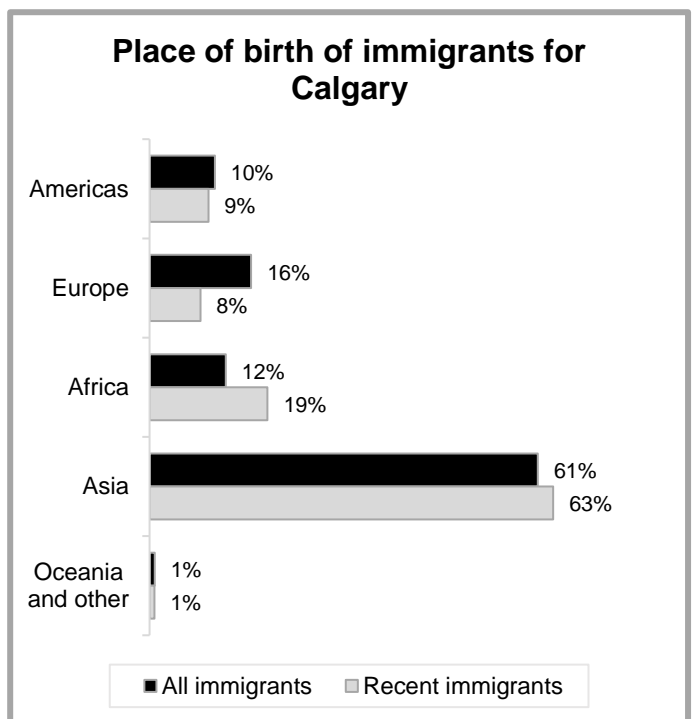 Place of birth of immigrants for
Calgary
Americas
10%
9%
Europe
16%
8%
Africa
12%
19%
Asia
61%
63%
Oceania
and other
1%
1%
All immigrants
Recent immigrants